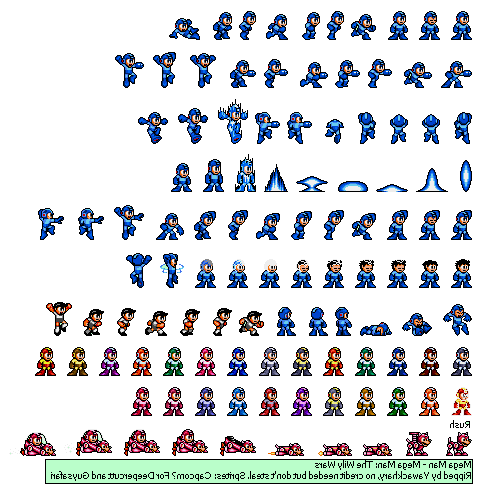 Rush
Mega Man - Mega Man: The Wily Wars
Ripped by Yawackhary, no credit needed but don't steal. Sprites: Capcom? For Deepercutt and Guysafari